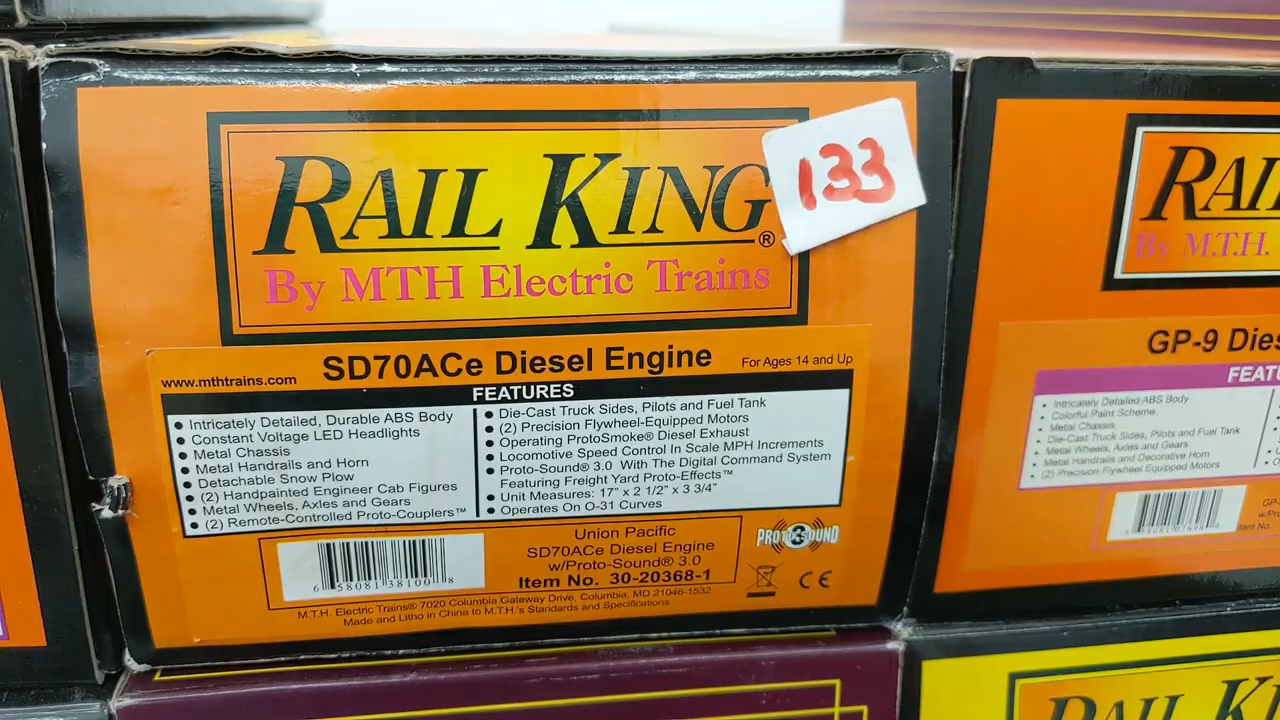 RAIL KING®
By MTH Electric Trains
133
www.mthtrains.com
SD70ACe Diesel Engine
For Ages 14 and Up
FEATURES
● Intricately Detailed, Durable ABS Body
● Constant Voltage LED Headlights
● Metal Chassis
● Metal Handrails and Horn
● Detachable Snow Plow
● (2) Handpainted Engineer Cab Figures
● Metal Wheels, Axles and Gears
● (2) Remote-Controlled Proto-Couplers™
● Die-Cast Truck Sides, Pilots and Fuel Tank
● (2) Precision Flywheel-Equipped Motors
● Operating ProtoSmoke® Diesel Exhaust
● Locomotive Speed Control In Scale MPH Increments
● Proto-Sound® 3.0 With The Digital Command System
Featuring Freight Yard Proto-Effects™
● Unit Measures: 17" x 2 1/2" x 3 3/4"
● Operates On O-31 Curves
6 58081 38100 8
Union Pacific
SD70ACe Diesel Engine
w/Proto-Sound® 3.0
Item No. 30-20368-1
PROTO 3 SOUND
CE
M.T.H. Electric Trains® 7020 Columbia Gateway Drive, Columbia, MD 21046-1532
Made and Litho in China to M.T.H.'s Standards and Specifications
RAI
By M.T.H.
GP-9 Dies
FEATU
• Intricately Detailed ABS Body
• Colorful Paint Scheme
• Metal Chassis
• Die-Cast Truck Sides, Pilots and Fuel Tank
• Metal Wheels, Axles and Gears
• Metal Handrails and Decorative Horn
• (2) Precision Flywheel Equipped Motors
RAIL KI